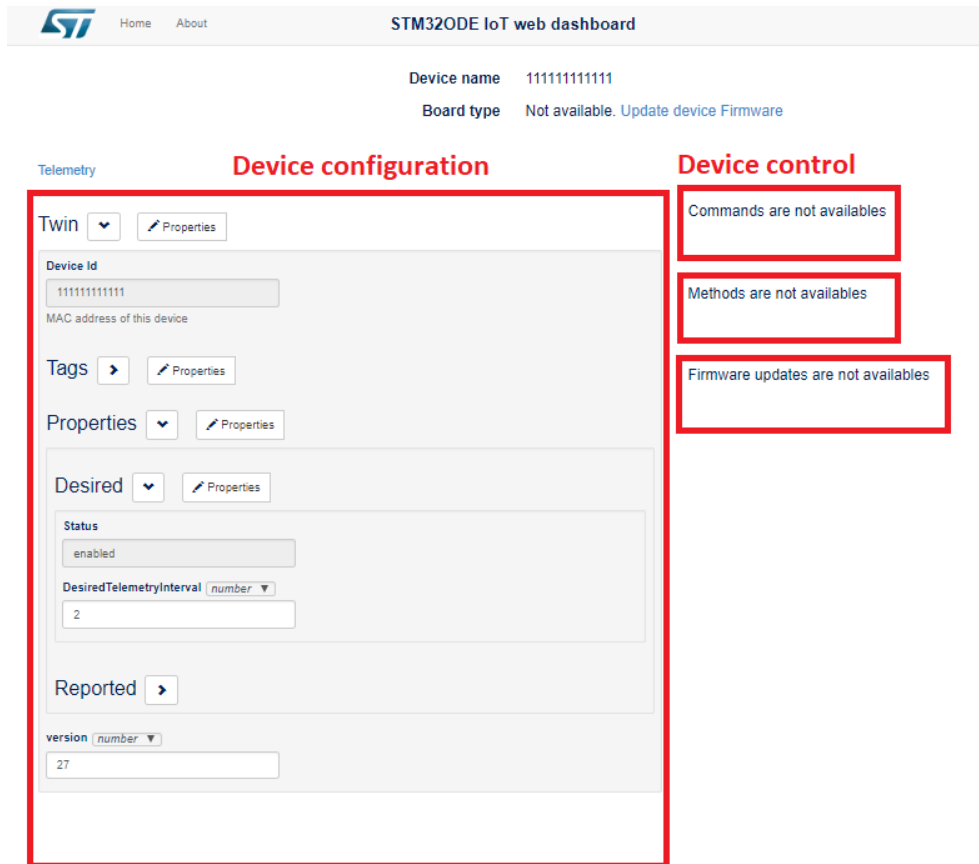 ST Home About STM32ODE IoT web dashboard
Device name 111111111111
Board type Not available. Update device Firmware
Telemetry Device configuration Device control
Twin Properties
Device Id
111111111111
MAC address of this device
Tags Properties
Properties Properties
Desired Properties
Status
enabled
DesiredTelemetryInterval number ▼
2
Reported
version number ▼
27
Commands are not availables
Methods are not availables
Firmware updates are not availables